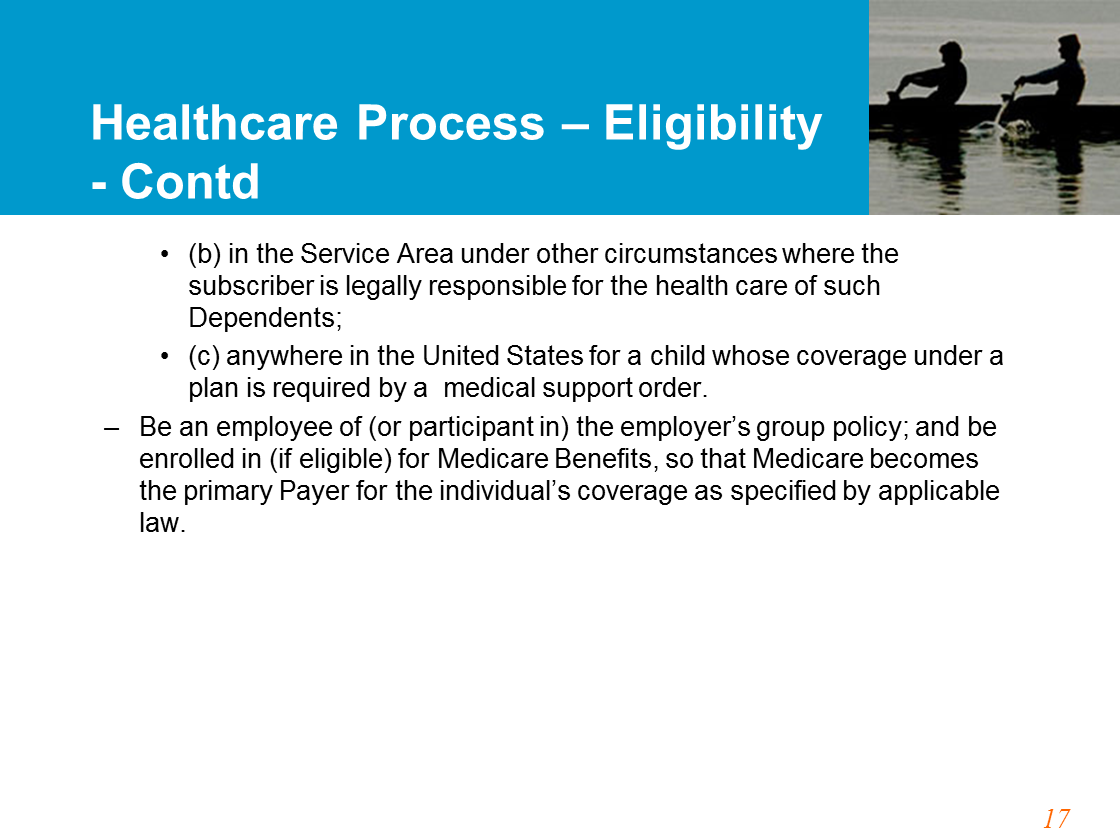 Healthcare Process – Eligibility
- Contd
• (b) in the Service Area under other circumstances where the
subscriber is legally responsible for the health care of such
Dependents;
• (c) anywhere in the United States for a child whose coverage under a
plan is required by a  medical support order.
– Be an employee of (or participant in) the employer’s group policy; and be
enrolled in (if eligible) for Medicare Benefits, so that Medicare becomes
the primary Payer for the individual’s coverage as specified by applicable
law.
17